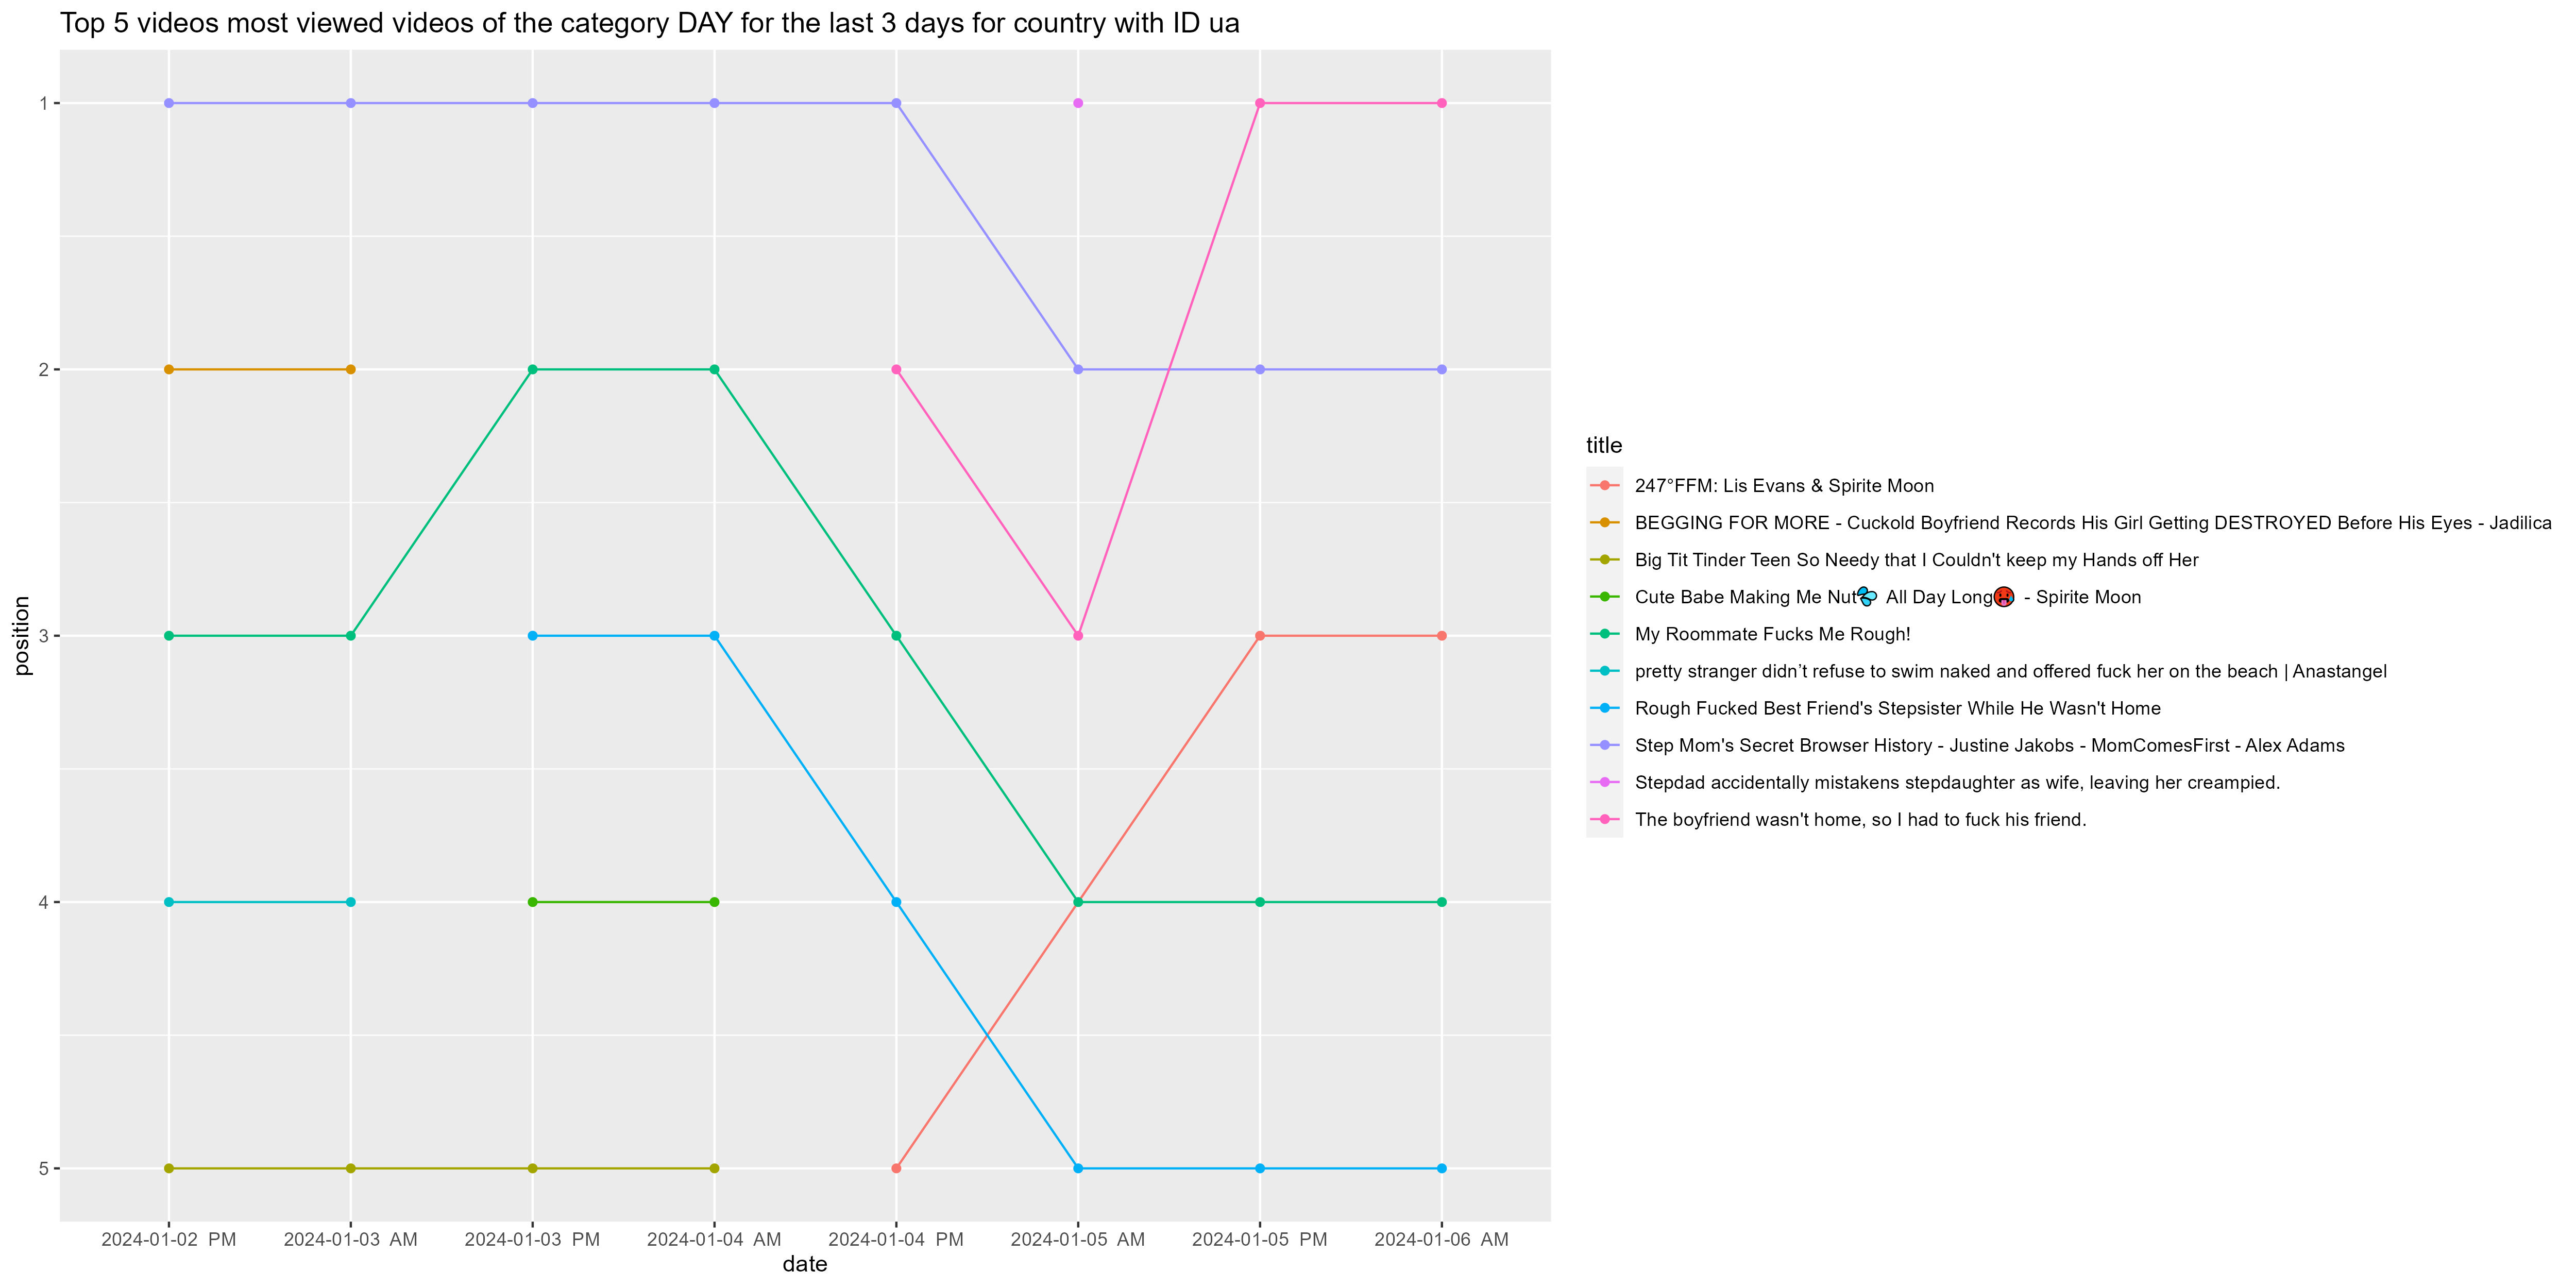 Top 5 videos most viewed videos of the category DAY for the last 3 days for country with ID ua
position
1
2
3
4
5
2024-01-02 PM
2024-01-03 AM
2024-01-03 PM
2024-01-04 AM
2024-01-04 PM
2024-01-05 AM
2024-01-05 PM
2024-01-06 AM
date
title
247°FFM: Lis Evans & Spirite Moon
BEGGING FOR MORE - Cuckold Boyfriend Records His Girl Getting DESTROYED Before His Eyes - Jadilica
Big Tit Tinder Teen So Needy that I Couldn't keep my Hands off Her
Cute Babe Making Me Nut💦 All Day Long🥵 - Spirite Moon
My Roommate Fucks Me Rough!
pretty stranger didn’t refuse to swim naked and offered fuck her on the beach | Anastangel
Rough Fucked Best Friend's Stepsister While He Wasn't Home
Step Mom's Secret Browser History - Justine Jakobs - MomComesFirst - Alex Adams
Stepdad accidentally mistakens stepdaughter as wife, leaving her creampied.
The boyfriend wasn't home, so I had to fuck his friend.